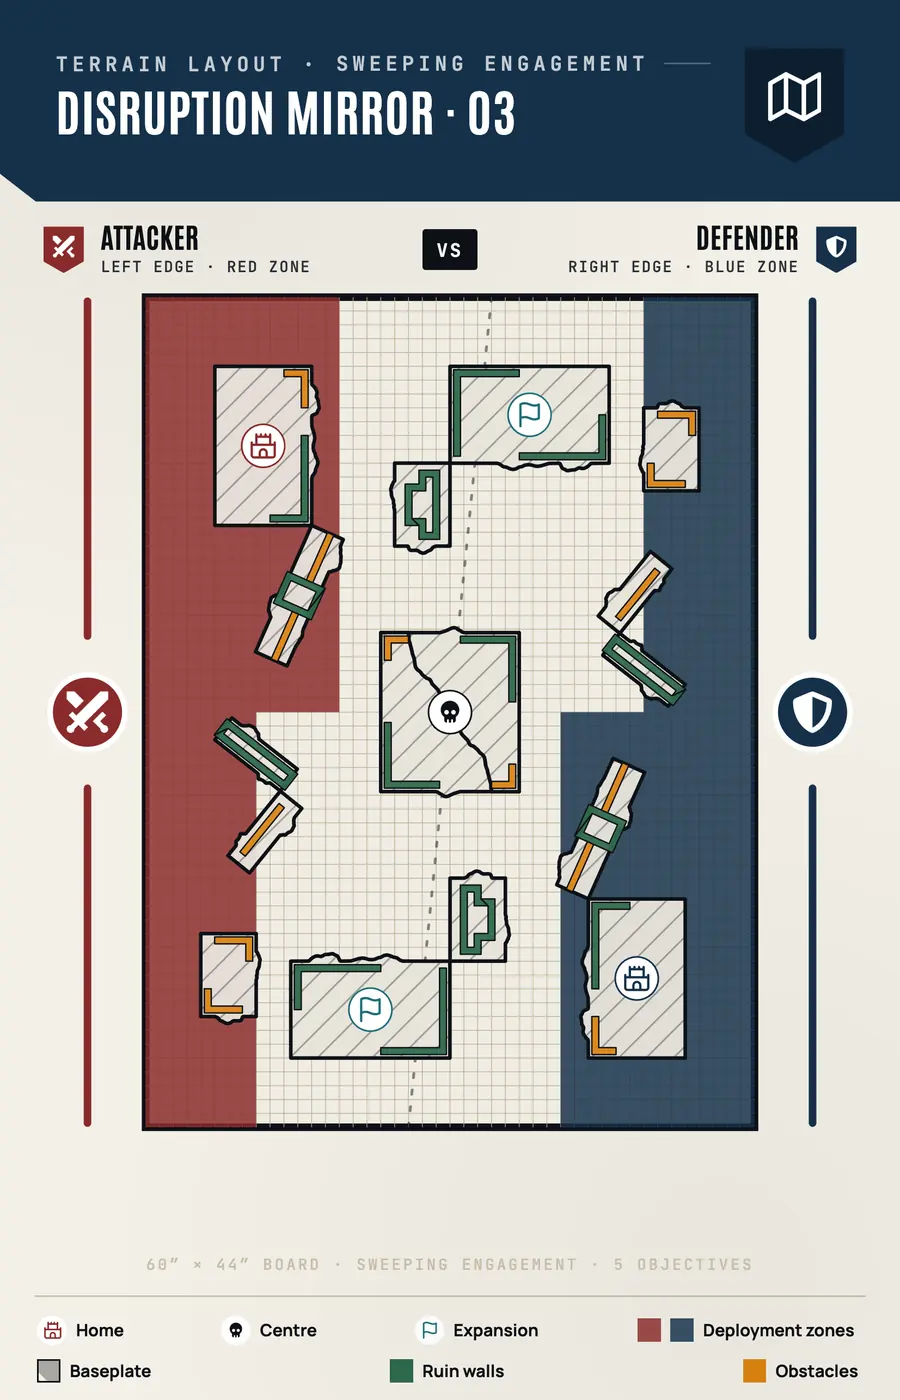 TERRAIN LAYOUT · SWEEPING ENGAGEMENT
DISRUPTION MIRROR · 03
ATTACKER
LEFT EDGE · RED ZONE
VS
DEFENDER
RIGHT EDGE · BLUE ZONE
60″ × 44″ BOARD · SWEEPING ENGAGEMENT · 5 OBJECTIVES
Home
Centre
Expansion
Deployment zones
Baseplate
Ruin walls
Obstacles